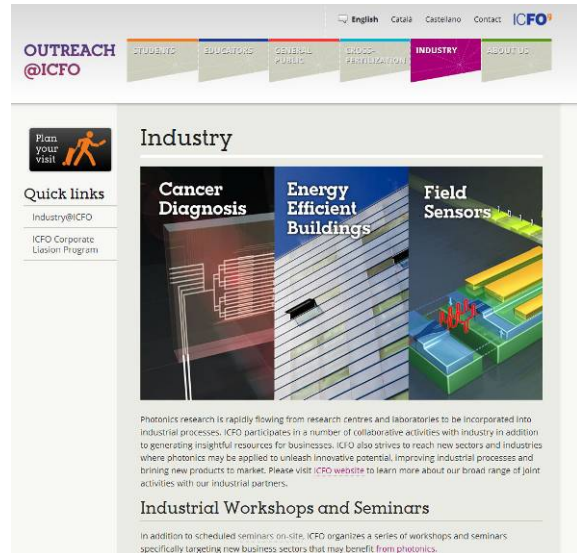 English Català Castellano Contact ICFO
OUTREACH
@ICFO
STUDENTS EDUCATORS GENERAL
PUBLIC CROSS-
FERTILIZATION INDUSTRY ABOUT US
Plan
your
visit
Quick links
Industry@ICFO
ICFO Corporate
Liasion Program
Industry
Cancer
Diagnosis
Energy
Efficient
Buildings
Field
Sensors
Photonics research is rapidly flowing from research centres and laboratories to be incorporated into
industrial processes. ICFO participates in a number of collaborative activities with industry in addition
to generating insightful resources for businesses. ICFO also strives to reach new sectors and industries
where photonics may be applied to unleash innovative potential, improving industrial processes and
brining new products to market. Please visit ICFO website to learn more about our broad range of joint
activities with our industrial partners.
Industrial Workshops and Seminars
In addition to scheduled seminars on-site, ICFO organizes a series of workshops and seminars
specifically targeting new business sectors that may benefit from photonics.